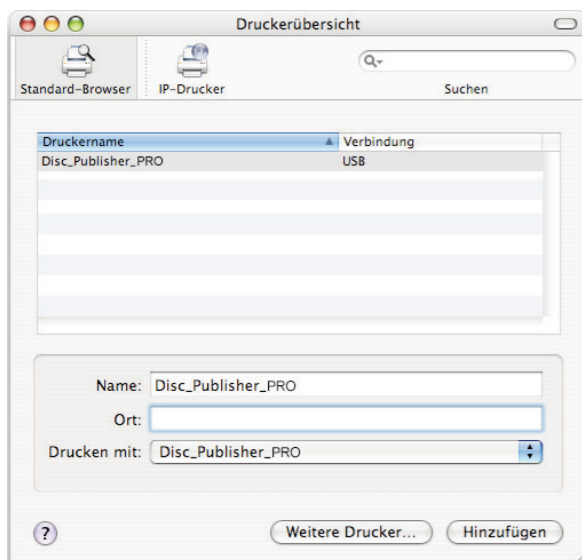 Druckerübersicht
Standard-Browser IP-Drucker Suchen
Druckername Verbindung
Disc_Publisher_PRO USB
Name: Disc_Publisher_PRO
Ort:
Drucken mit: Disc_Publisher_PRO
? Weitere Drucker... Hinzufügen